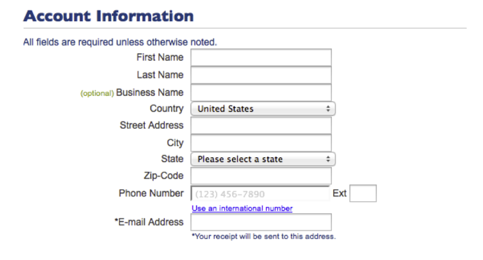 Account Information
All fields are required unless otherwise noted.
First Name
Last Name
(optional) Business Name
Country United States
Street Address
City
State Please select a state
Zip-Code
Phone Number (123) 456-7890 Ext
Use an international number
*E-mail Address
*Your receipt will be sent to this address.